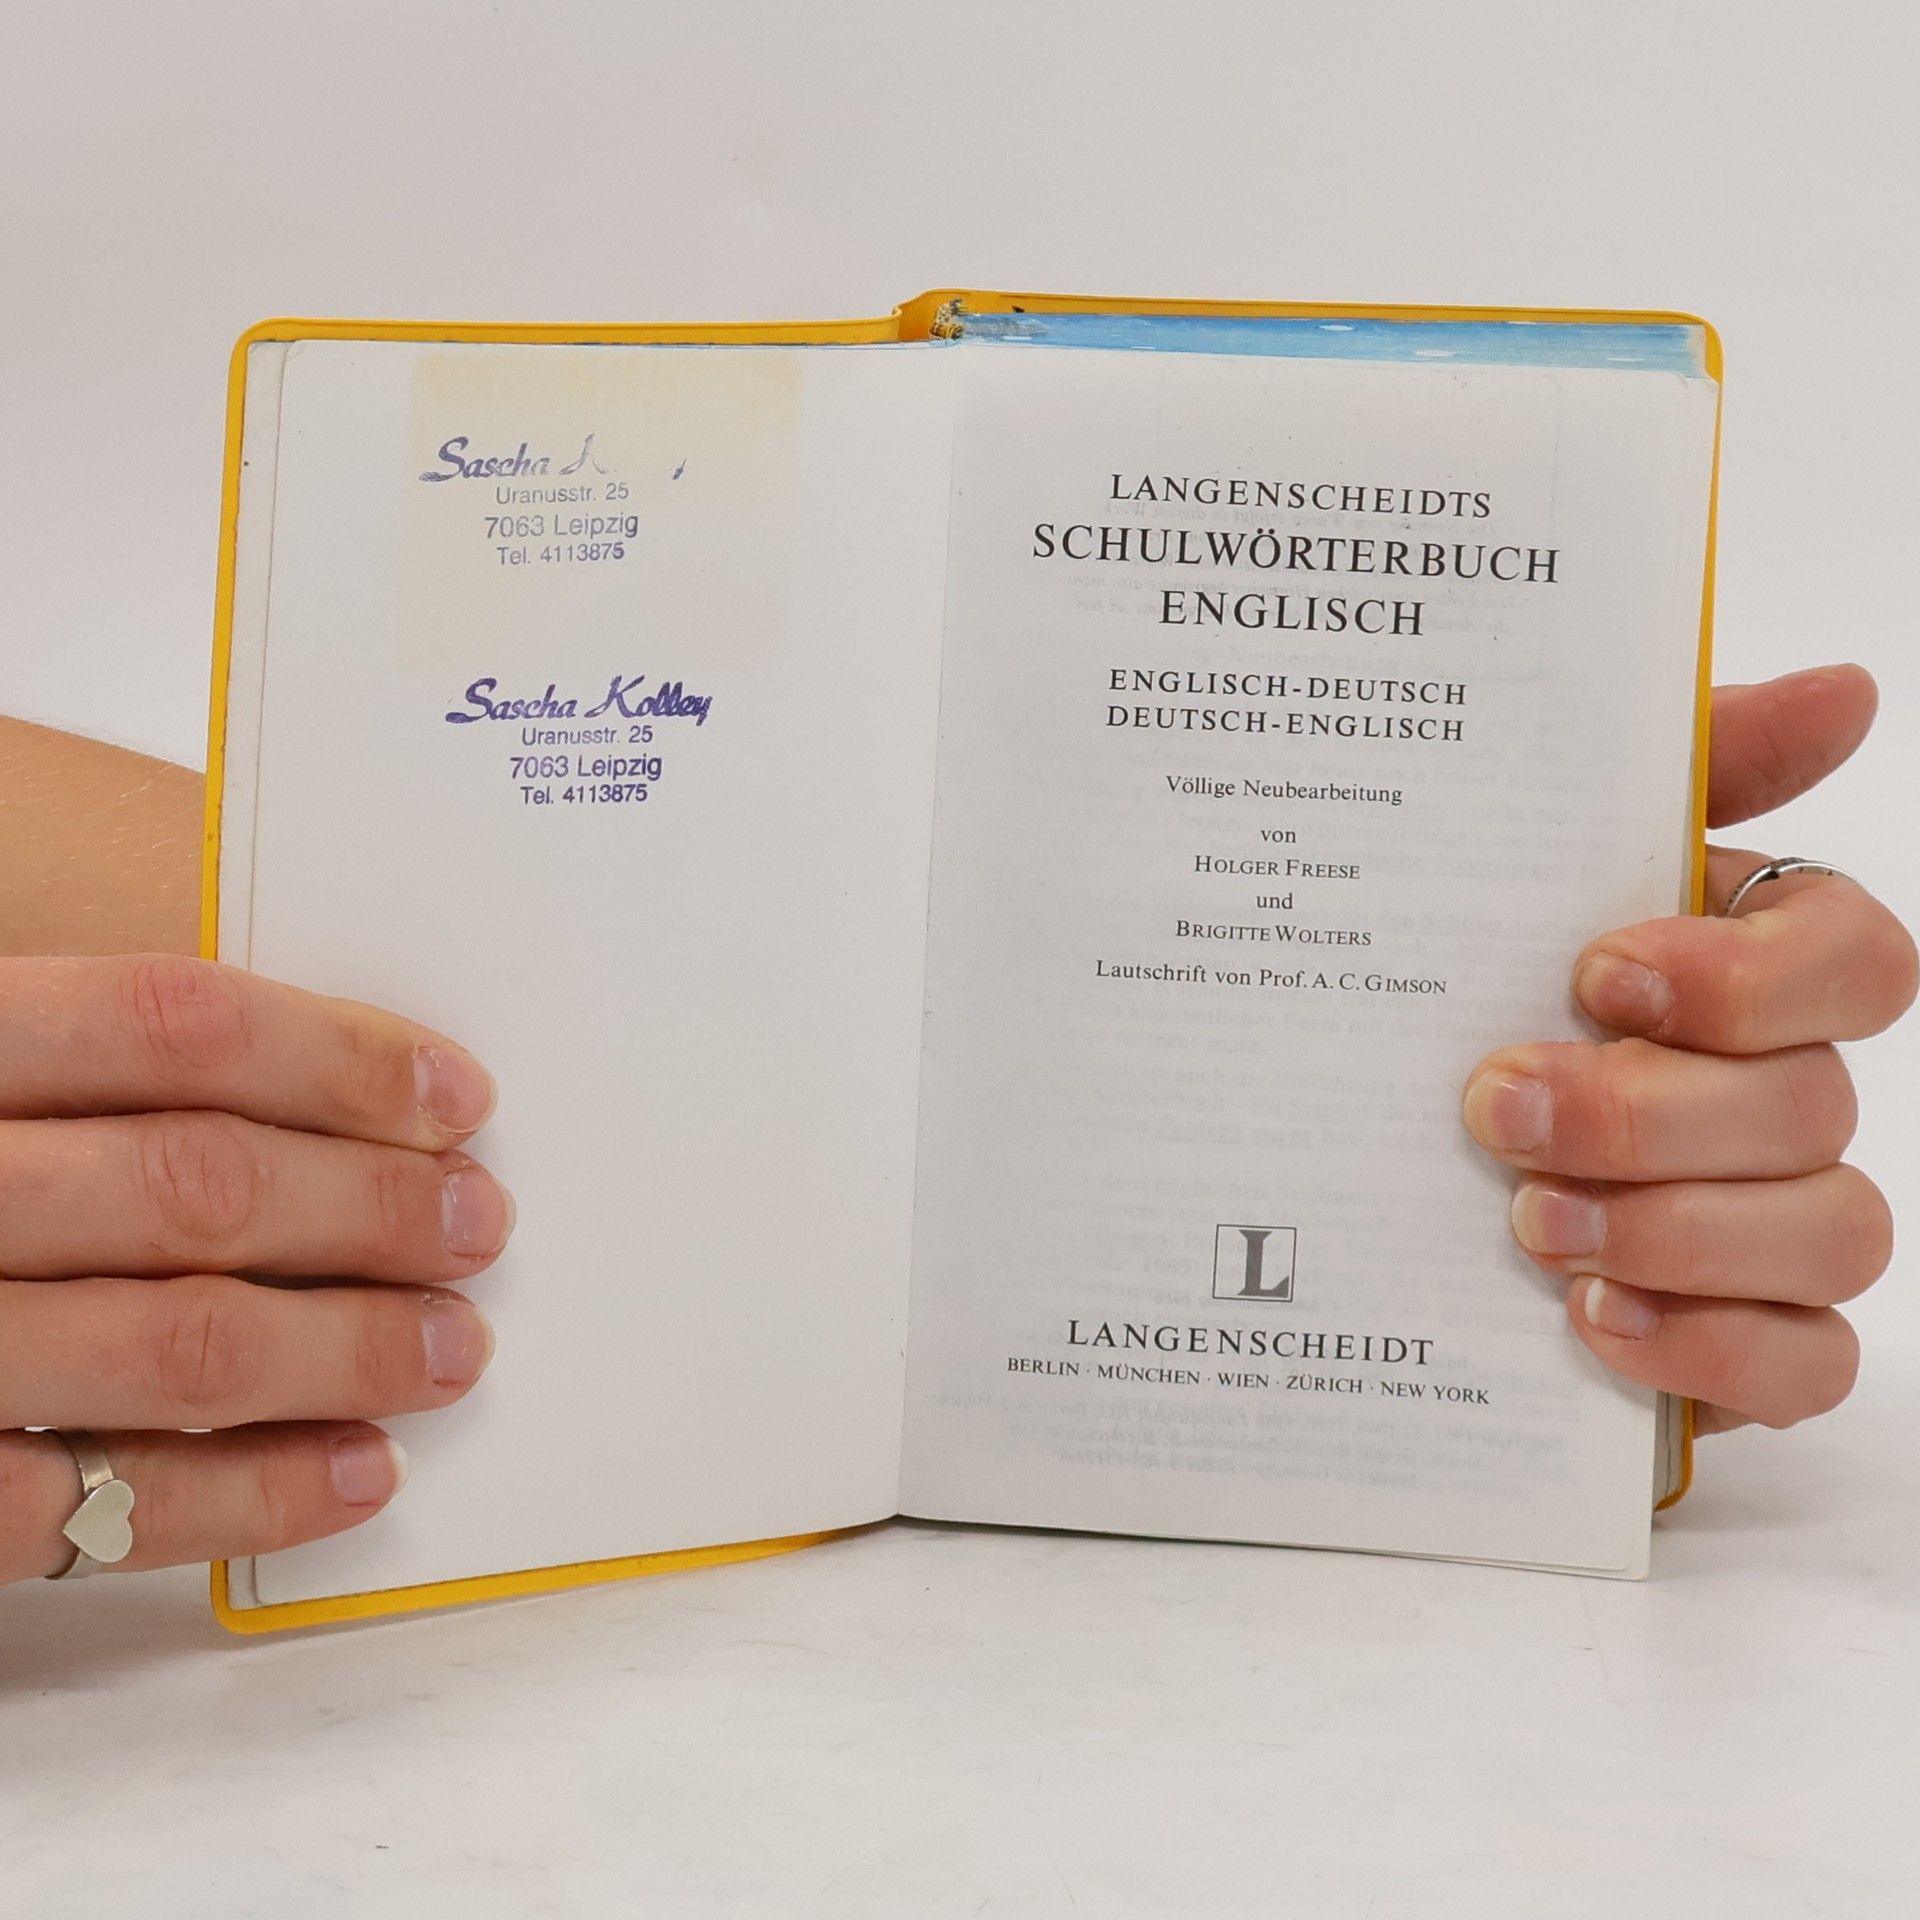 Sascha K
Uranusstr. 25
7063 Leipzig
Tel. 4113875
Sascha Kolley
Uranusstr. 25
7063 Leipzig
Tel. 4113875
LANGENSCHEIDTS
SCHULWÖRTERBUCH
ENGLISCH
ENGLISCH-DEUTSCH
DEUTSCH-ENGLISCH
Völlige Neubearbeitung
von
HOLGER FREESE
und
BRIGITTE WOLTERS
Lautschrift von Prof. A. C. GIMSON
L
LANGENSCHEIDT
BERLIN · MÜNCHEN · WIEN · ZÜRICH · NEW YORK